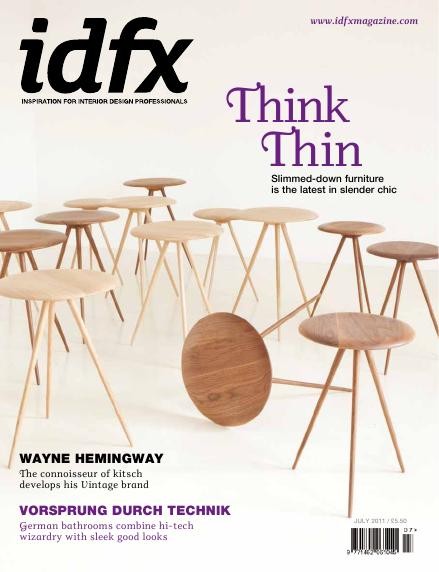 www.idfxmagazine.com
idfx
INSPIRATION FOR INTERIOR DESIGN PROFESSIONALS
Think
Thin
Slimmed-down furniture
is the latest in slender chic
WAYNE HEMINGWAY
The connoisseur of kitsch
develops his Vintage brand
VORSPRUNG DURCH TECHNIK
German bathrooms combine hi-tech
wizardry with sleek good looks
JULY 2011 / £5.50
07>